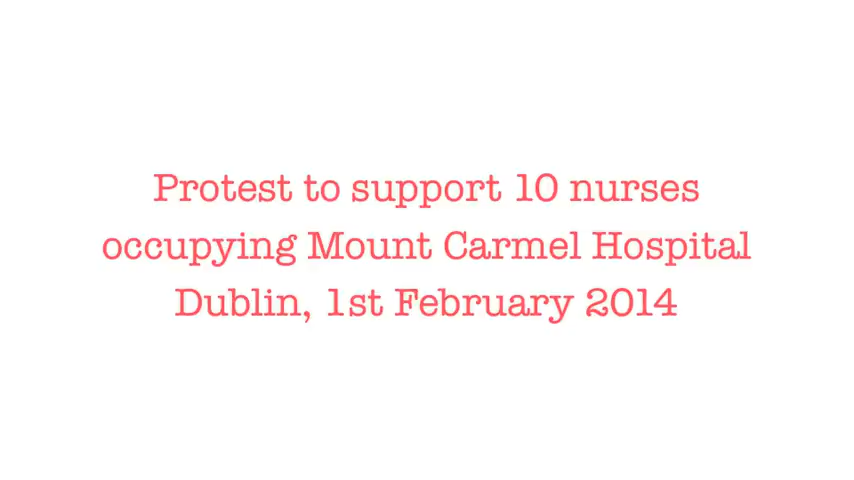 Protest to support 10 nurses
occupying Mount Carmel Hospital
Dublin, 1st February 2014